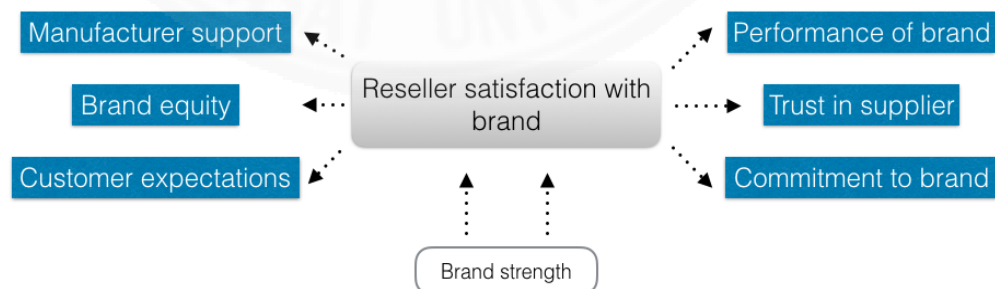 Manufacturer support
Performance of brand
Reseller satisfaction with
brand
Brand equity
Trust in supplier
Customer expectations
Commitment to brand
Brand strength